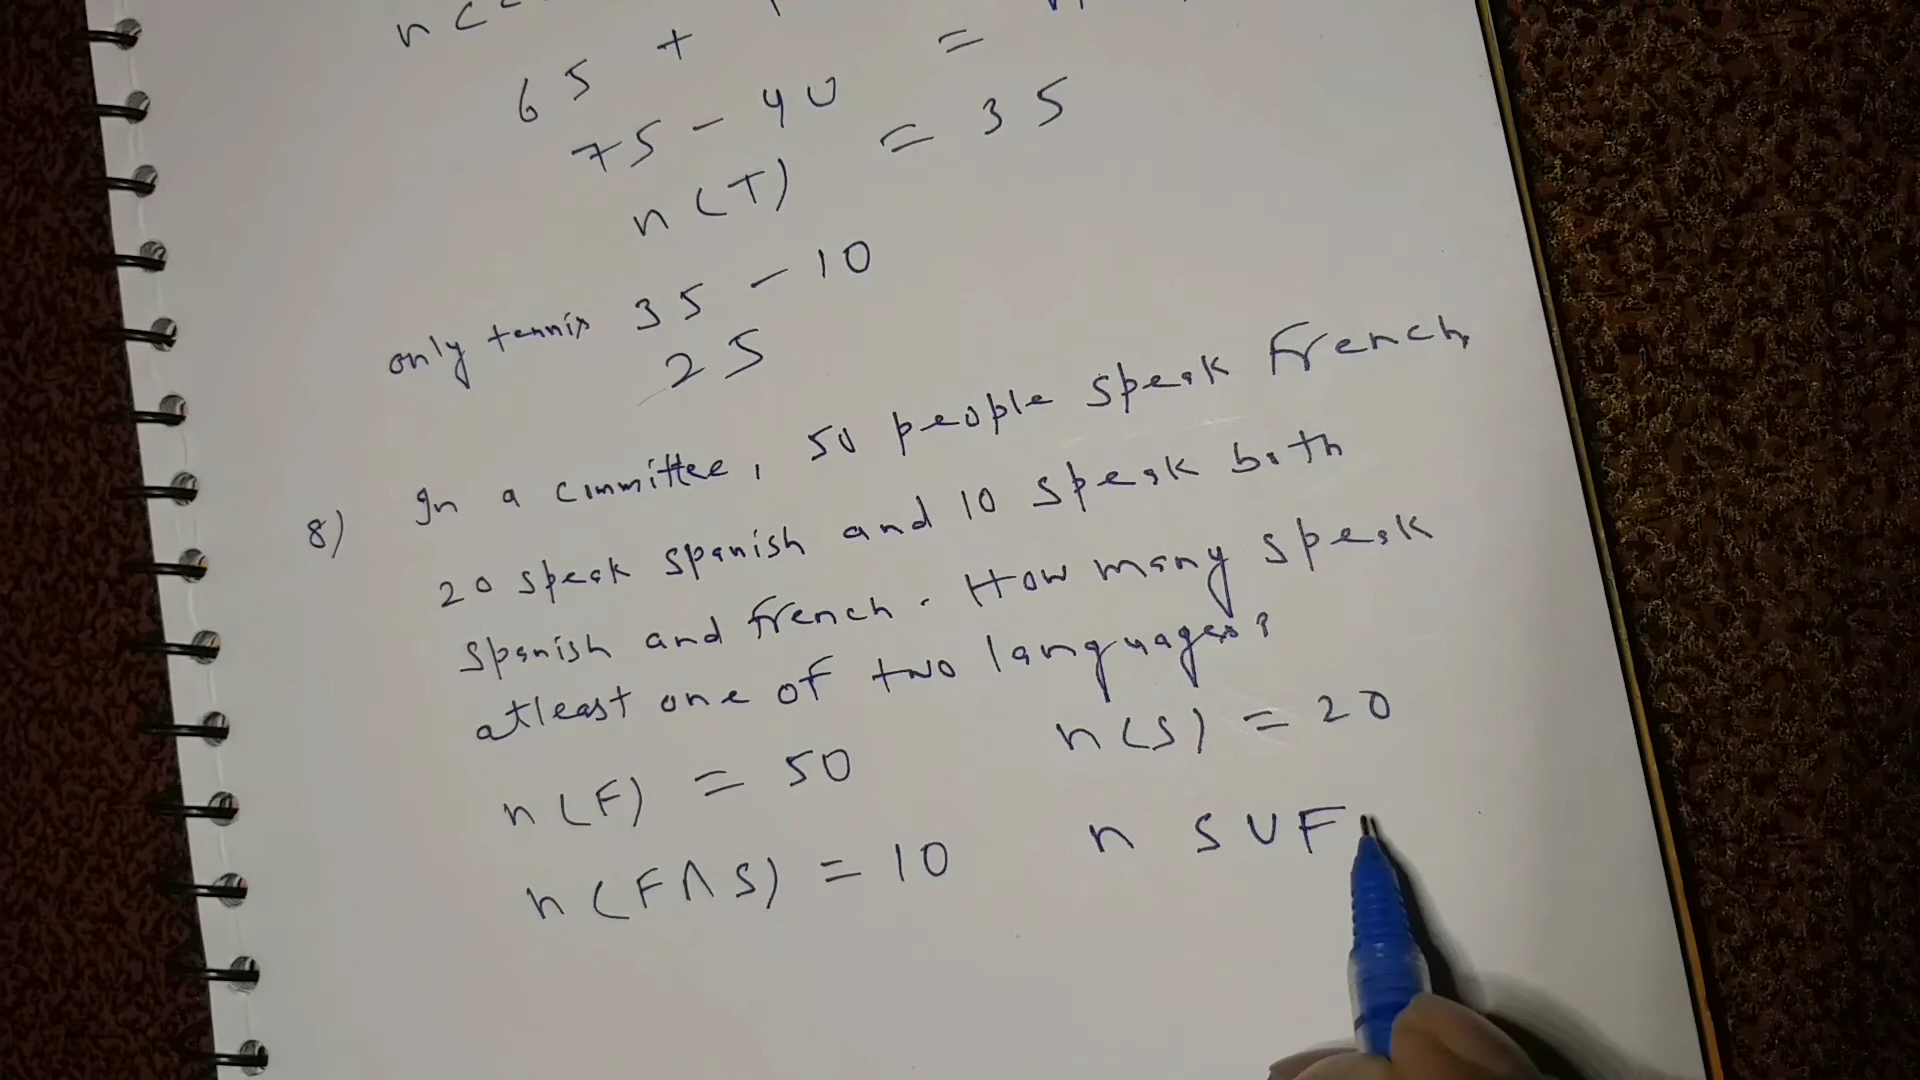 65 +
75 - 40 =
n(T) = 35
only tennis 35 - 10
25
8) In a committee, 50 people speak French,
20 speak spanish and 10 speak both
spanish and french. How many speak
atleast one of two languages?
n(F) = 50 n(S) = 20
n(F∩S) = 10 n S∪F